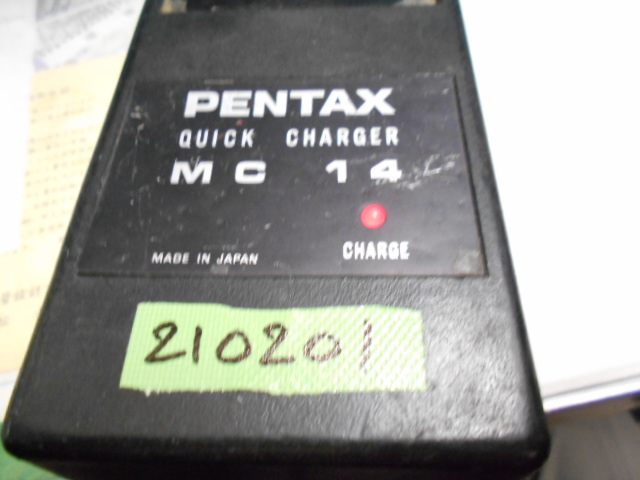 PENTAX
QUICK CHARGER
MC 14
CHARGE
MADE IN JAPAN
210201